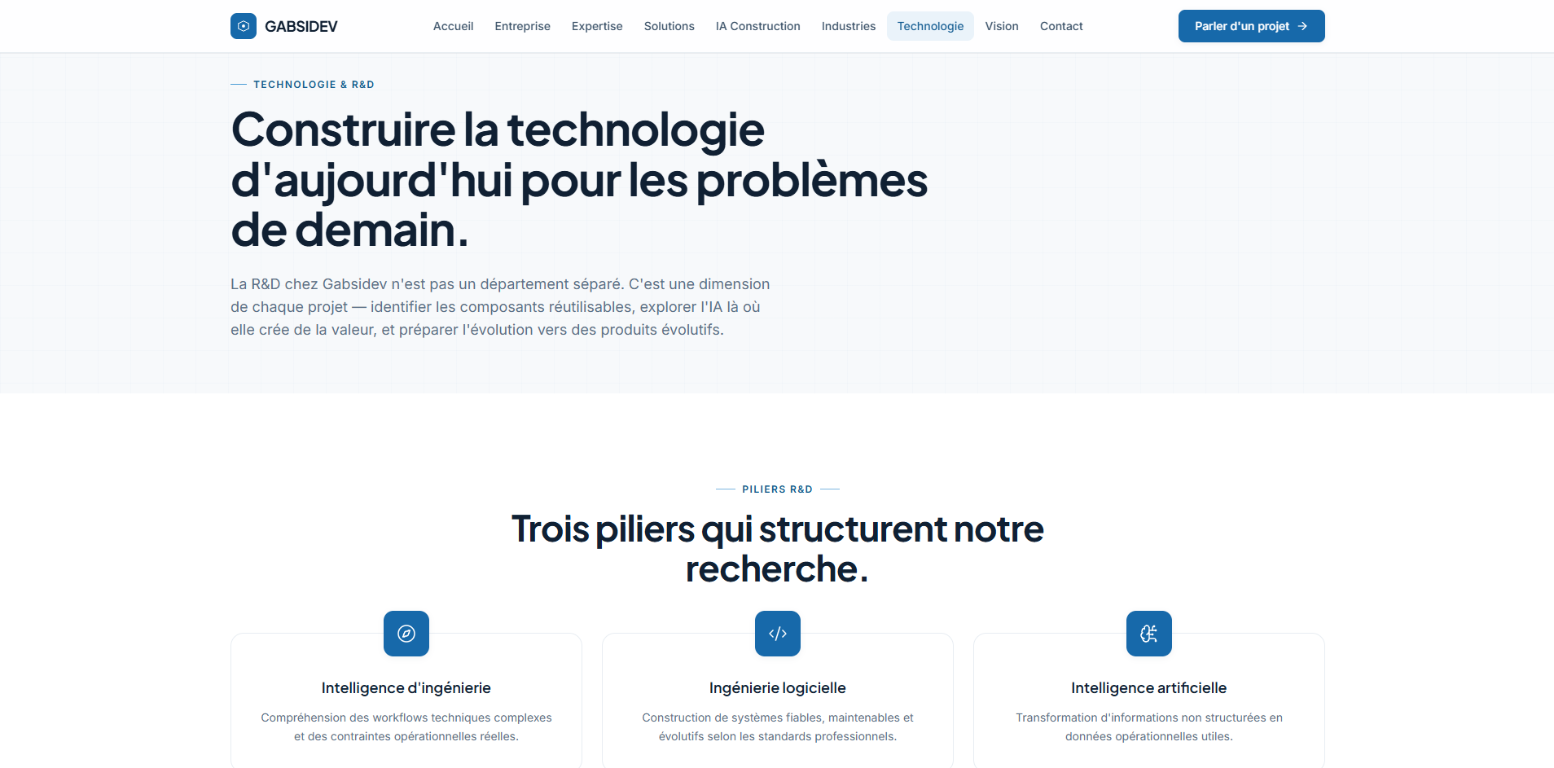 GABSIDEV
Accueil
Entreprise
Expertise
Solutions
IA Construction
Industries
Technologie
Vision
Contact
Parler d'un projet
TECHNOLOGIE & R&D
Construire la technologie
d'aujourd'hui pour les problèmes
de demain.
La R&D chez Gabsidev n'est pas un département séparé. C'est une dimension
de chaque projet — identifier les composants réutilisables, explorer l'IA là où
elle crée de la valeur, et préparer l'évolution vers des produits évolutifs.
PILIERS R&D
Trois piliers qui structurent notre
recherche.
Intelligence d'ingénierie
Compréhension des workflows techniques complexes
et des contraintes opérationnelles réelles.
Ingénierie logicielle
Construction de systèmes fiables, maintenables et
évolutifs selon les standards professionnels.
Intelligence artificielle
Transformation d'informations non structurées en
données opérationnelles utiles.